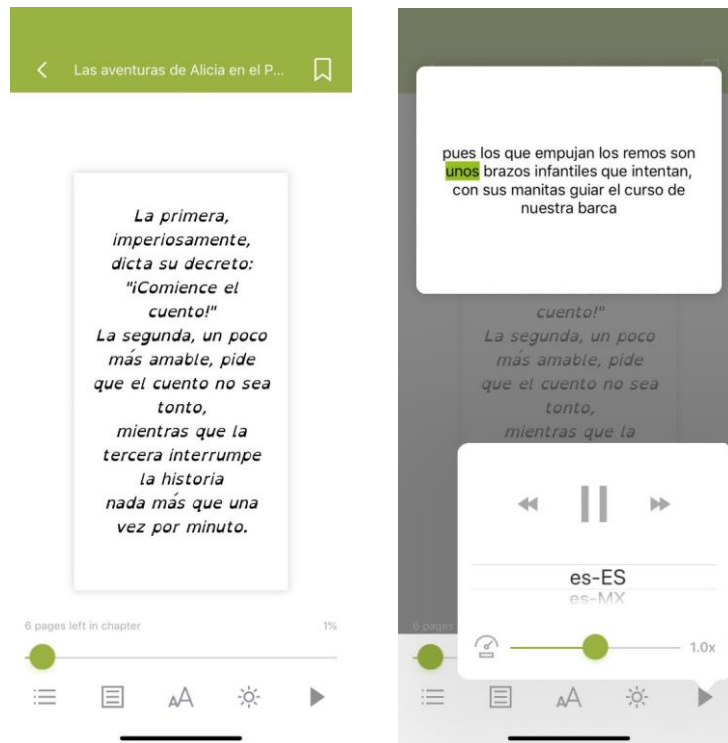 Las aventuras de Alicia en el P...
La primera,
imperiosamente,
dicta su decreto:
"¡Comience el
cuento!"
La segunda, un poco
más amable, pide
que el cuento no sea
tonto,
mientras que la
tercera interrumpe
la historia
nada más que una
vez por minuto.
6 pages left in chapter 1%
AA
pues los que empujan los remos son
unos brazos infantiles que intentan,
con sus manitas guiar el curso de
nuestra barca
cuento!"
La segunda, un poco
más amable, pide
que el cuento no sea
tonto,
mientras que la
es-ES
es-MX
1.0x
6 pages
AA